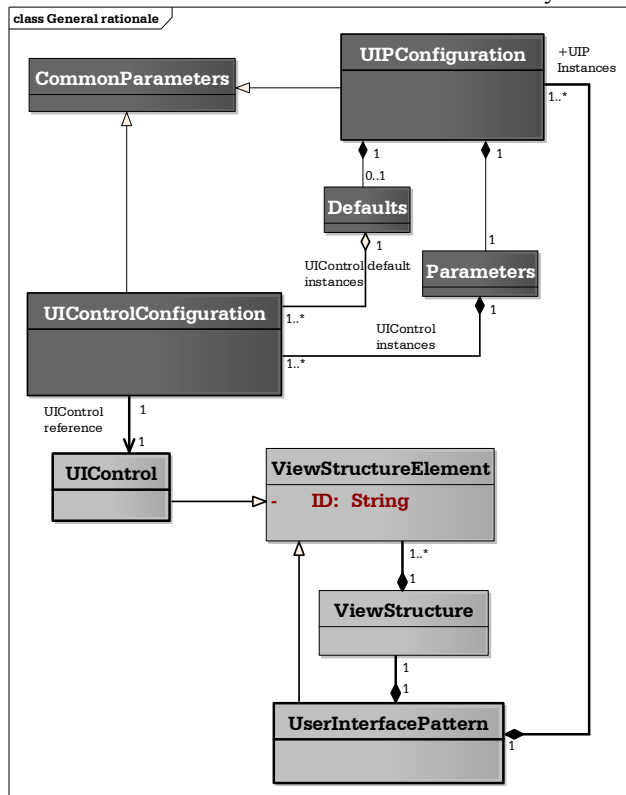 class General rationale
UIPConfiguration
+UIP
Instances
CommonParameters
1..*
1
1
0..1
Defaults
1
1
Parameters
UIControl default
instances
1
UIControlConfiguration
1..*
UIControl
instances
1..*
UIControl
reference
1
1
UIControl
ViewStructureElement
- ID: String
1..*
1
ViewStructure
1
1
UserInterfacePattern
1